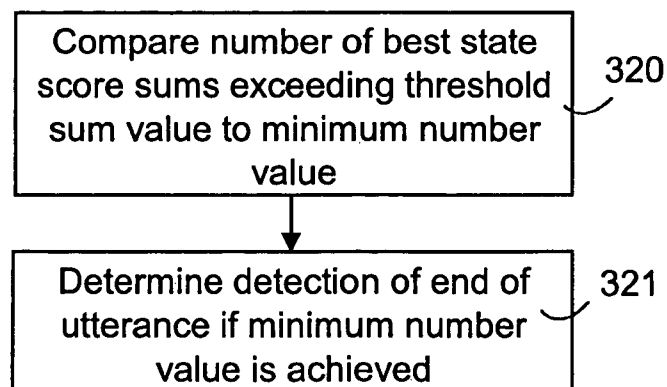 Compare number of best state
score sums exceeding threshold
sum value to minimum number
value
320
Determine detection of end of
utterance if minimum number
value is achieved
321